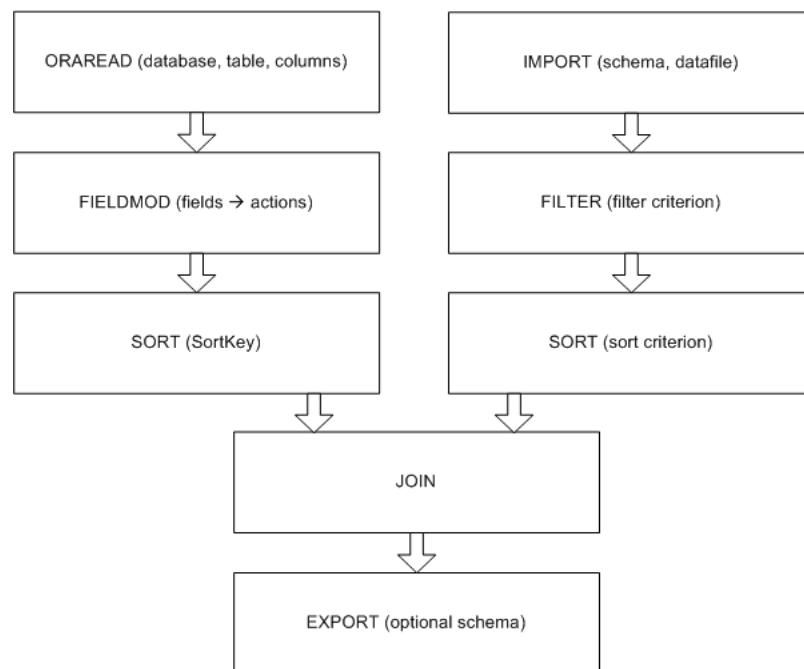 ORAREAD (database, table, columns)
IMPORT (schema, datafile)
FIELDMOD (fields → actions)
FILTER (filter criterion)
SORT (SortKey)
SORT (sort criterion)
JOIN
EXPORT (optional schema)